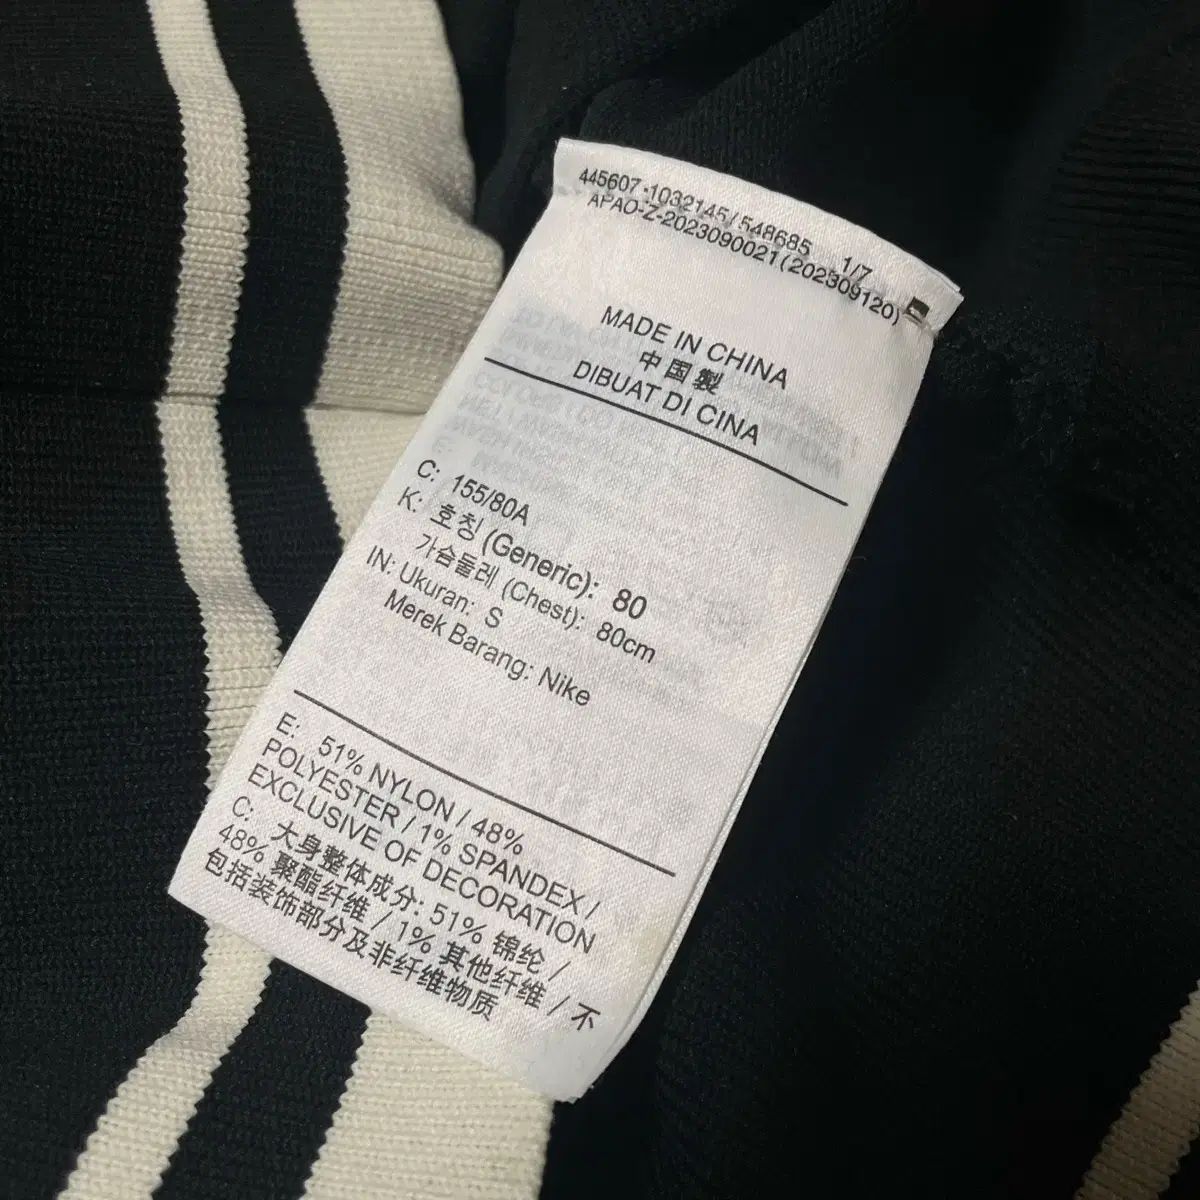 445607-1032145/548685 1/7
APAO-Z-2023090021(202309120)
MADE IN CHINA
中国製
DIBUAT DI CINA
C: 155/80A
K: 호칭 (Generic): 80
가슴둘레 (Chest): 80cm
IN: Ukuran: S
Merek Barang: Nike
E: 51% NYLON / 48%
POLYESTER / 1% SPANDEX /
EXCLUSIVE OF DECORATION
C: 大身整体成分: 51% 锦纶 /
48% 聚酯纤维 / 1% 其他纤维 / 不
包括装饰部分及非纤维物质